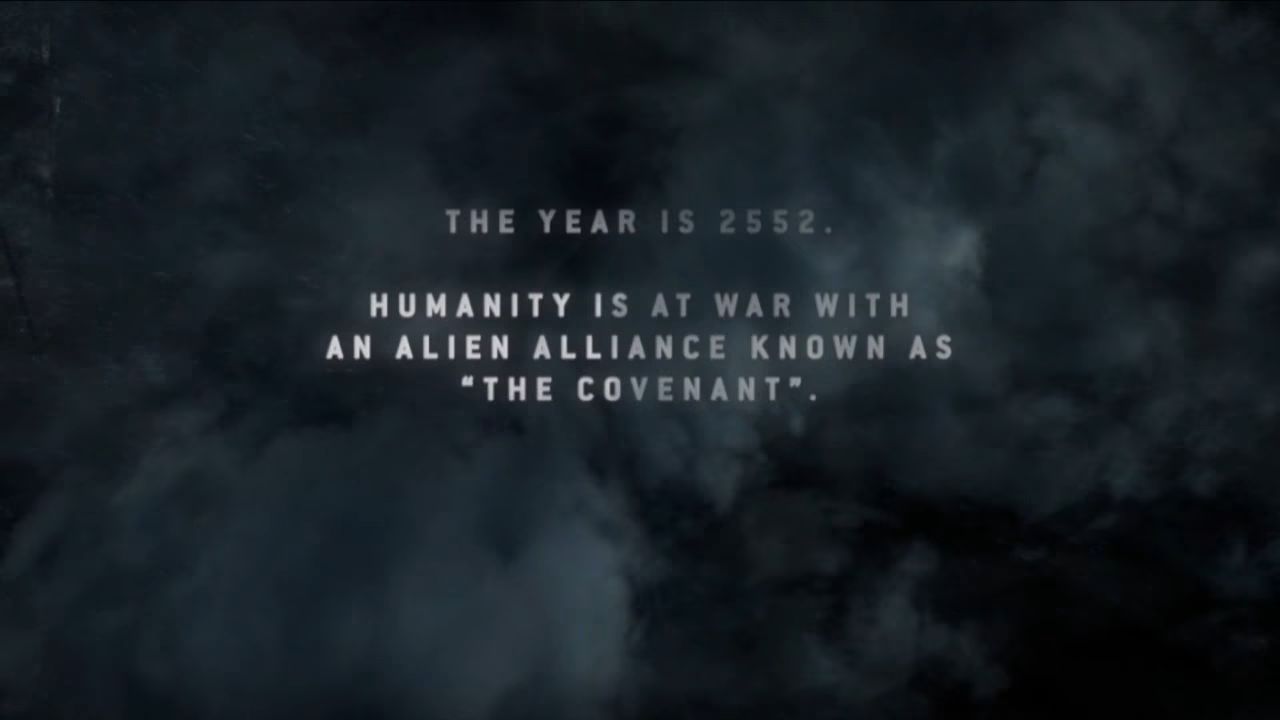 THE YEAR IS 2552.
HUMANITY IS AT WAR WITH
AN ALIEN ALLIANCE KNOWN AS
“THE COVENANT”.